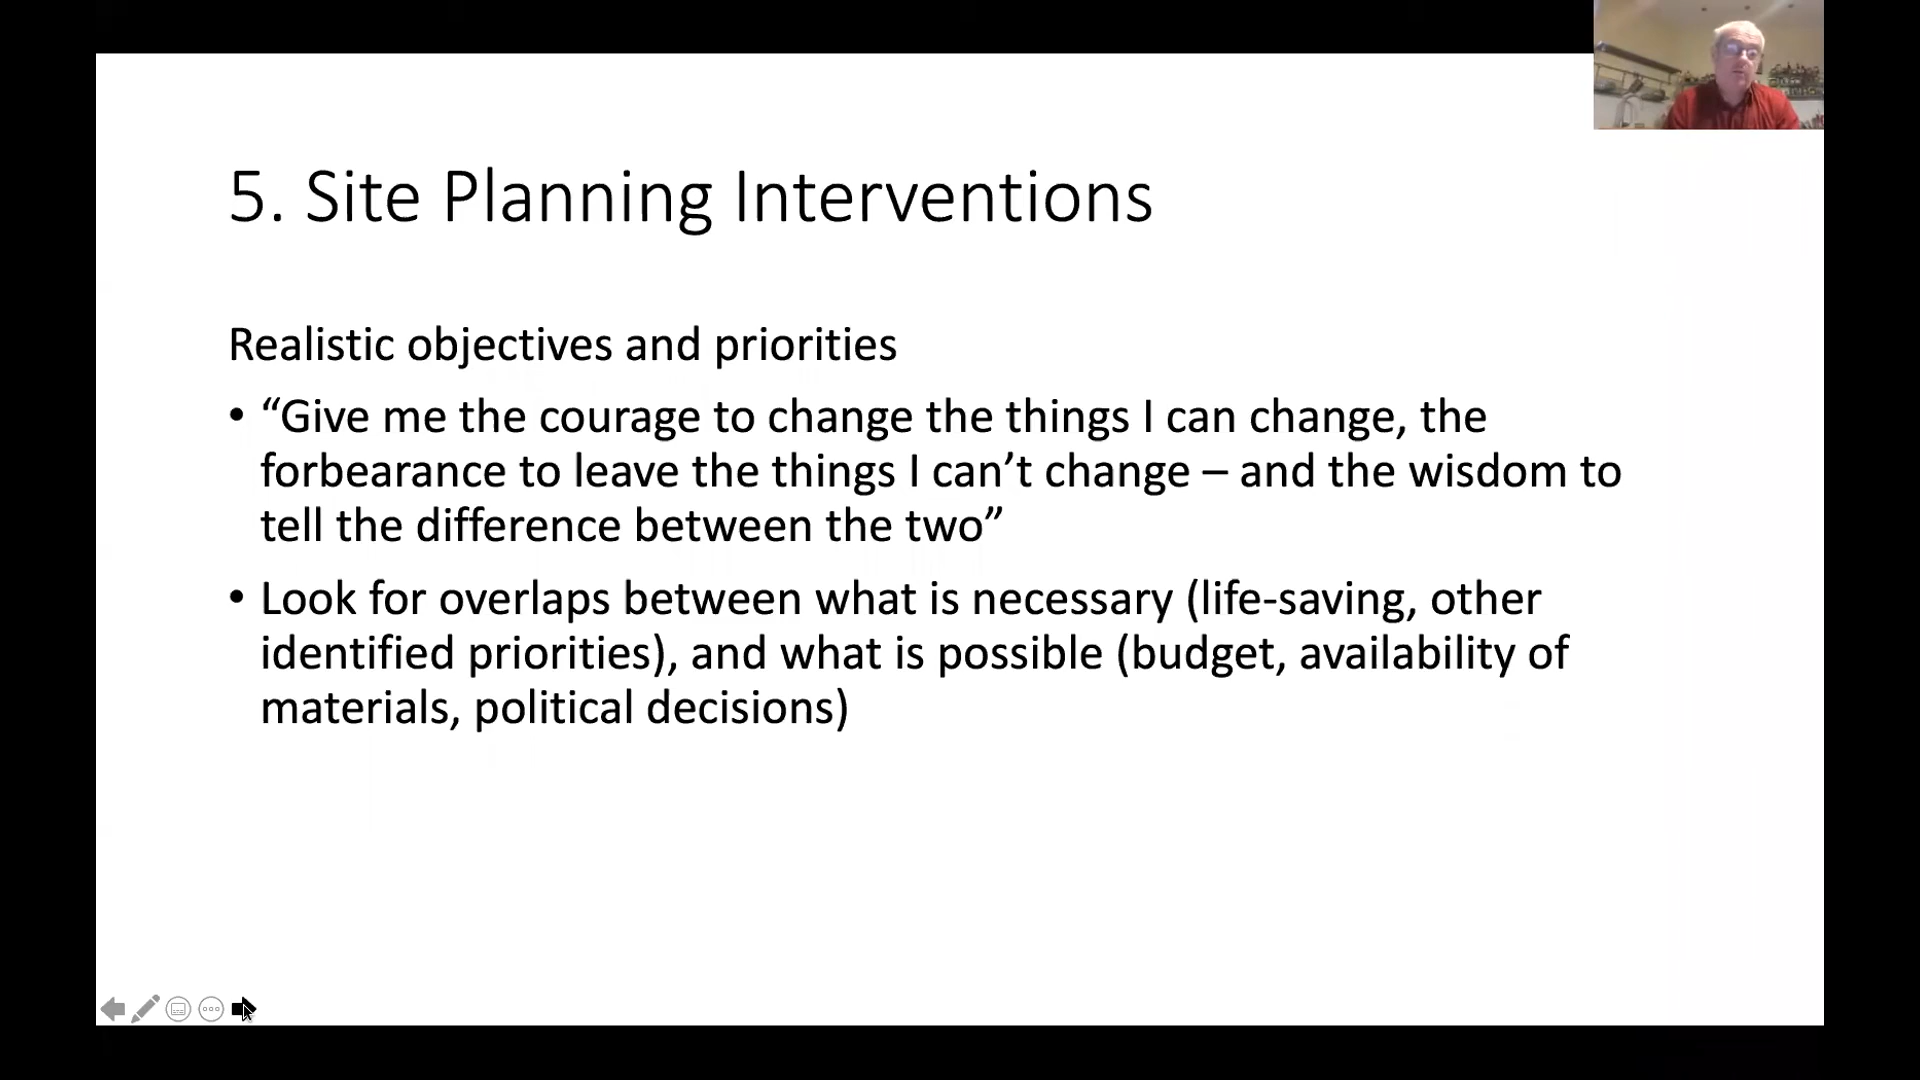 5. Site Planning Interventions
Realistic objectives and priorities
• “Give me the courage to change the things I can change, the
forbearance to leave the things I can’t change – and the wisdom to
tell the difference between the two”
• Look for overlaps between what is necessary (life-saving, other
identified priorities), and what is possible (budget, availability of
materials, political decisions)